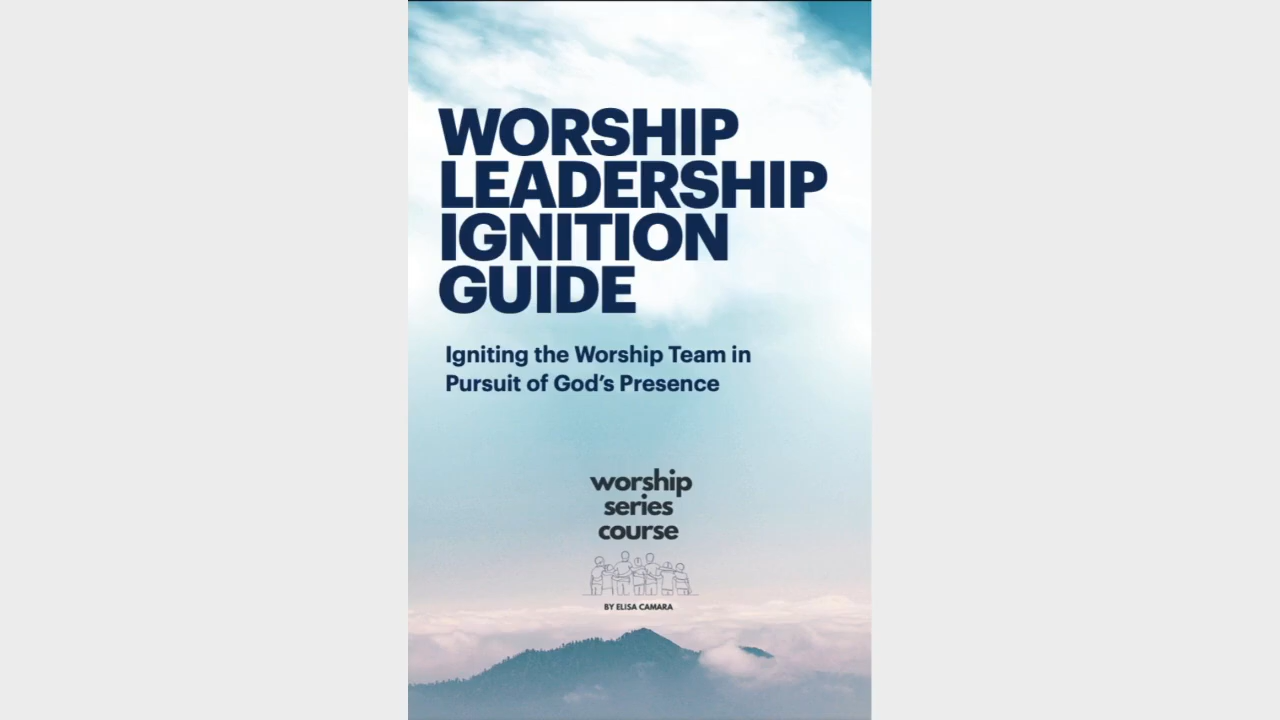 WORSHIP
LEADERSHIP
IGNITION
GUIDE
Igniting the Worship Team in
Pursuit of God’s Presence
worship
series
course
BY ELISA CAMARA